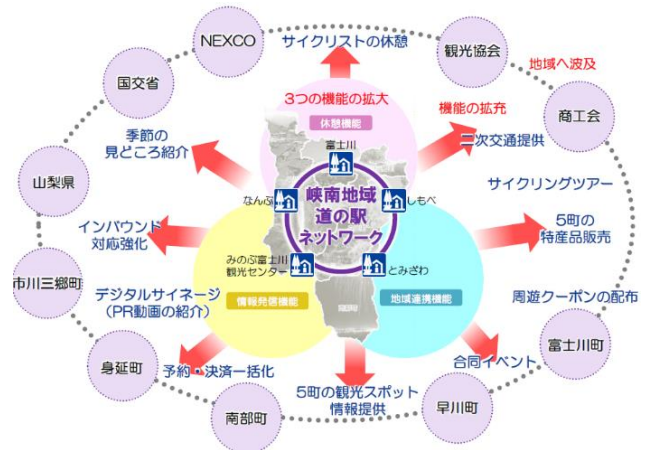 NEXCO
サイクリストの休憩
観光協会
地域へ波及
国交省
3つの機能の拡大
機能の拡充
商工会
休憩機能
季節の
見どころ紹介
富士川
二次交通提供
山梨県
なんぶ
しもべ
サイクリングツアー
峡南地域
道の駅
ネットワーク
インバウンド
対応強化
5町の
特産品販売
みのぶ富士川
観光センター
とみざわ
市川三郷町
デジタルサイネージ
(PR動画の紹介)
情報発信機能
地域連携機能
周遊クーポンの配布
富士川町
身延町
予約・決済一括化
合同イベント
5町の観光スポット
情報提供
南部町
早川町